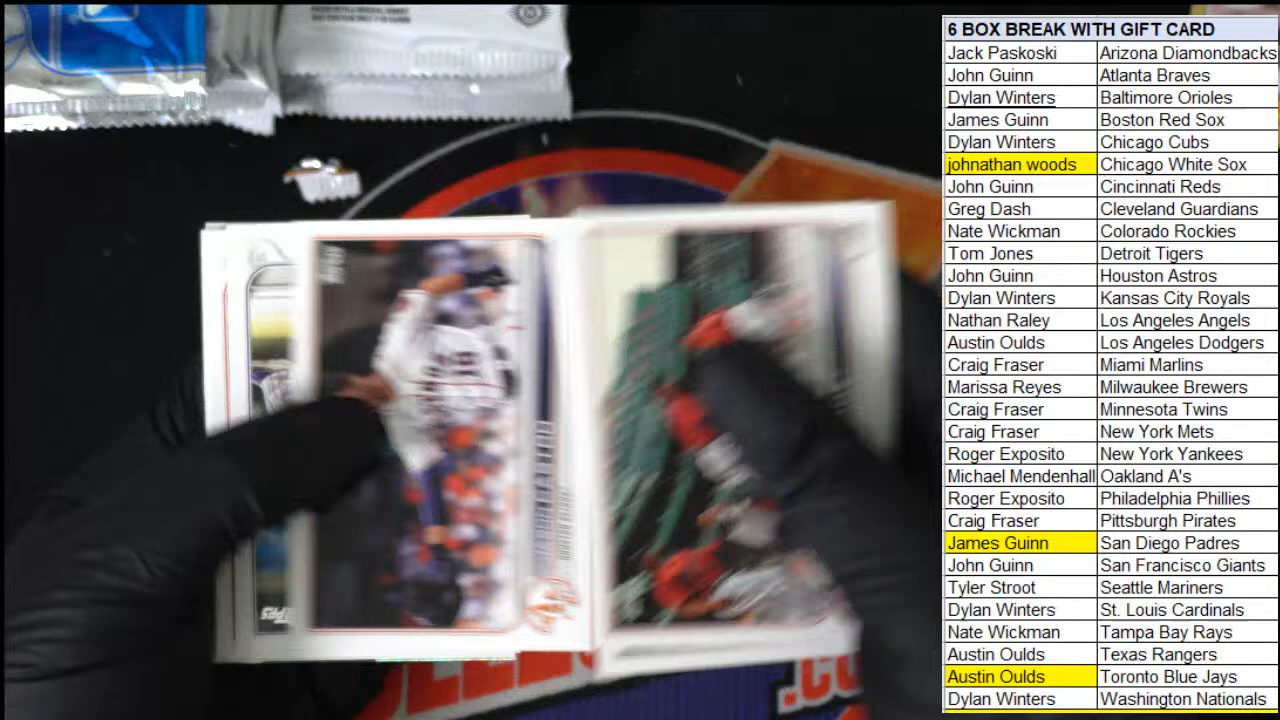 6 BOX BREAK WITH GIFT CARD
Jack Paskoski Arizona Diamondbacks
John Guinn Atlanta Braves
Dylan Winters Baltimore Orioles
James Guinn Boston Red Sox
Dylan Winters Chicago Cubs
johnathan woods Chicago White Sox
John Guinn Cincinnati Reds
Greg Dash Cleveland Guardians
Nate Wickman Colorado Rockies
Tom Jones Detroit Tigers
John Guinn Houston Astros
Dylan Winters Kansas City Royals
Nathan Raley Los Angeles Angels
Austin Oulds Los Angeles Dodgers
Craig Fraser Miami Marlins
Marissa Reyes Milwaukee Brewers
Craig Fraser Minnesota Twins
Craig Fraser New York Mets
Roger Exposito New York Yankees
Michael Mendenhall Oakland A's
Roger Exposito Philadelphia Phillies
Craig Fraser Pittsburgh Pirates
James Guinn San Diego Padres
John Guinn San Francisco Giants
Tyler Stroot Seattle Mariners
Dylan Winters St. Louis Cardinals
Nate Wickman Tampa Bay Rays
Austin Oulds Texas Rangers
Austin Oulds Toronto Blue Jays
Dylan Winters Washington Nationals